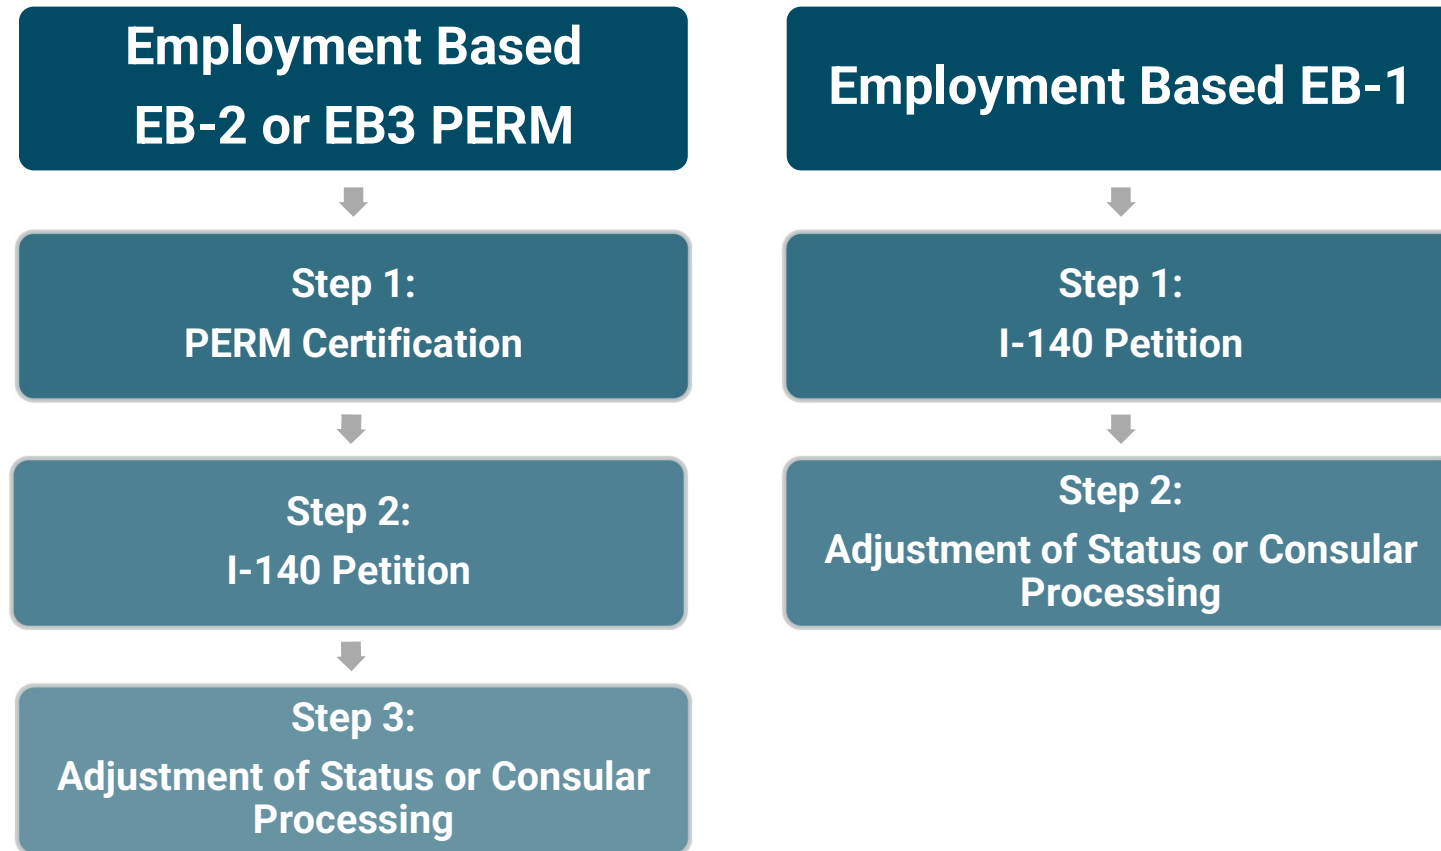 Employment Based
EB-2 or EB3 PERM
Step 1:
PERM Certification
Step 2:
I-140 Petition
Step 3:
Adjustment of Status or Consular
Processing
Employment Based EB-1
Step 1:
I-140 Petition
Step 2:
Adjustment of Status or Consular
Processing